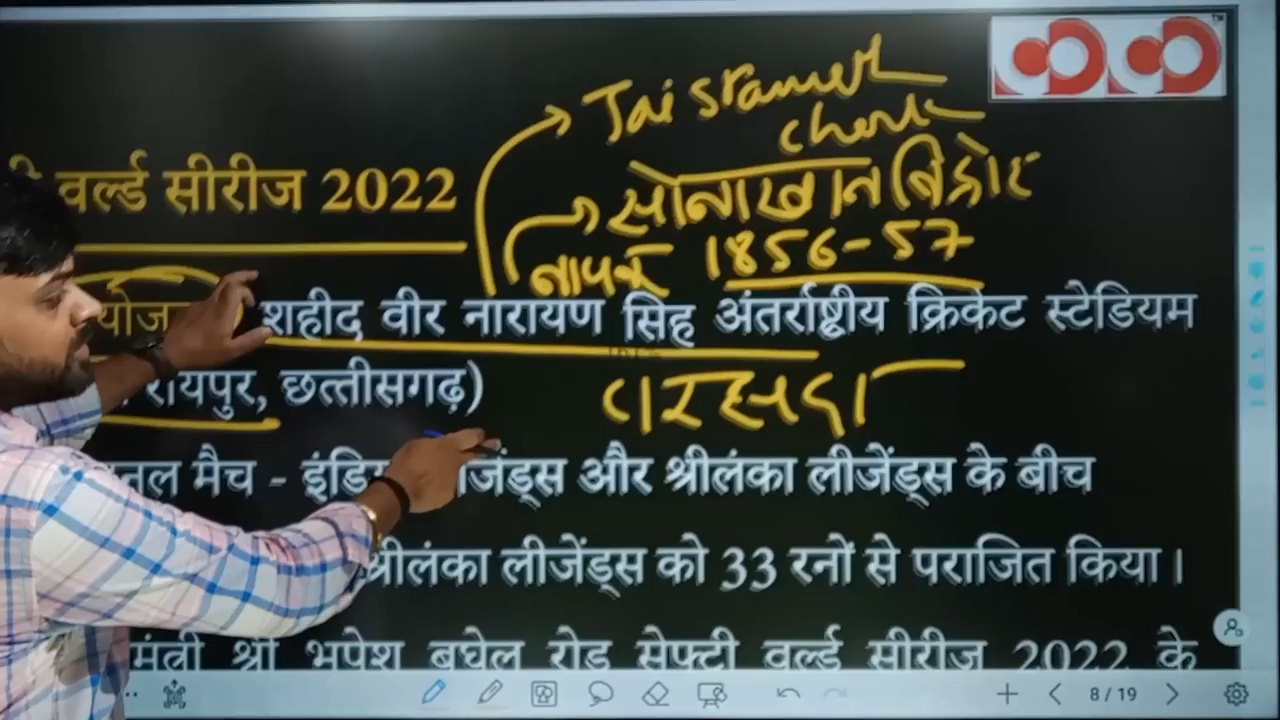 Jai stambh
chowk
सोनाखान विद्रोह
वर्ल्ड सीरीज 2022
नायक 1856-57
शहीद वीर नारायण सिंह अंतर्राष्ट्रीय क्रिकेट स्टेडियम
रायपुर, छत्तीसगढ़)
मैच - लीजेंड्स और श्रीलंका लीजेंड्स के बीच
श्रीलंका लीजेंड्स को 33 रनों से पराजित किया।
मंत्री श्री भूपेश बघेल रोड सेफ्टी वर्ल्ड सीरीज 2022 के
8 / 19